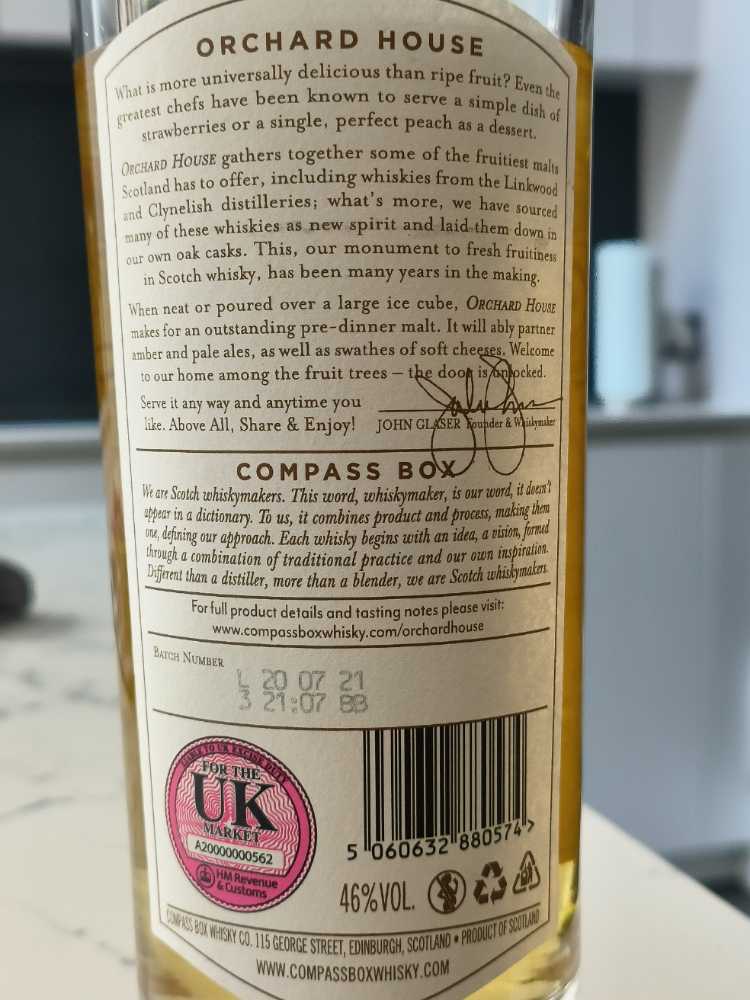 ORCHARD HOUSE
What is more universally delicious than ripe fruit? Even the
greatest chefs have been known to serve a simple dish of
strawberries or a single, perfect peach as a dessert.
ORCHARD HOUSE gathers together some of the fruitiest malts
Scotland has to offer, including whiskies from the Linkwood
and Clynelish distilleries; what's more, we have sourced
many of these whiskies as new spirit and laid them down in
our own oak casks. This, our monument to fresh fruitiness
in Scotch whisky, has been many years in the making.
When neat or poured over a large ice cube, ORCHARD HOUSE
makes for an outstanding pre-dinner malt. It will ably partner
amber and pale ales, as well as swathes of soft cheeses. Welcome
to our home among the fruit trees – the door is unlocked.
Serve it any way and anytime you
like. Above All, Share & Enjoy!
JOHN GLASER Founder & Whiskymaker
COMPASS BOX
We are Scotch whiskymakers. This word, whiskymaker, is our word, it doesn't
appear in a dictionary. To us, it combines product and process, making them
one, defining our approach. Each whisky begins with an idea, a vision, formed
through a combination of traditional practice and our own inspiration.
Different than a distiller, more than a blender, we are Scotch whiskymakers.
For full product details and tasting notes please visit:
www.compassboxwhisky.com/orchardhouse
BATCH NUMBER
L 20 07 21
3 21:07 BB
LIABLE TO UK EXCISE DUTY
FOR THE
UK
MARKET
A20000000562
HM Revenue
& Customs
5 060632 880574 >
46%VOL.
COMPASS BOX WHISKY CO. 115 GEORGE STREET, EDINBURGH, SCOTLAND • PRODUCT OF SCOTLAND
WWW.COMPASSBOXWHISKY.COM